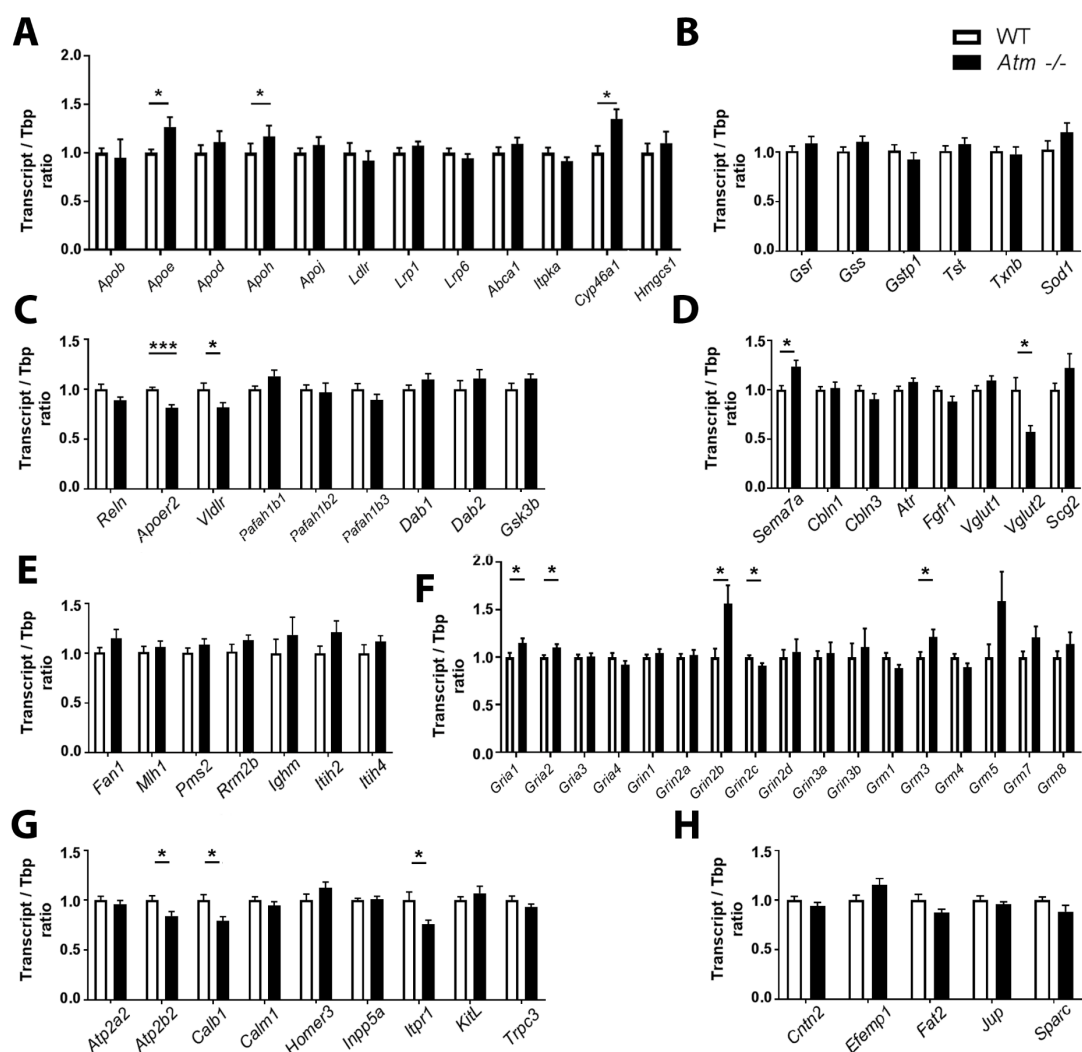 A
B
WT
Atm -/-
Transcript / Tbp
ratio
2.0
1.5
1.0
0.5
0.0
*
*
*
Apob
Apoe
Apod
Apoh
Apoj
Ldlr
Lrp1
Lrp6
Abca1
Itpka
Cyp46a1
Hmgcs1
Transcript / Tbp
ratio
1.5
1.0
0.5
0.0
Gsr
Gss
Gstp1
Tst
Txnb
Sod1
C
Transcript / Tbp
ratio
1.5
1.0
0.5
0.0
***
*
Reln
Apoer2
Vldlr
Pafah1b1
Pafah1b2
Pafah1b3
Dab1
Dab2
Gsk3b
D
Transcript / Tbp
ratio
1.5
1.0
0.5
0.0
*
*
Sema7a
Cbln1
Cbln3
Atr
Fgfr1
Vglut1
Vglut2
Scg2
E
Transcript / Tbp
ratio
1.5
1.0
0.5
0.0
Fan1
Mlh1
Pms2
Rrm2b
Ighm
Itih2
Itih4
F
Transcript / Tbp
ratio
2.0
1.5
1.0
0.5
0.0
*
*
*
*
*
Gria1
Gria2
Gria3
Gria4
Grin1
Grin2a
Grin2b
Grin2c
Grin2d
Grin3a
Grin3b
Grm1
Grm3
Grm4
Grm5
Grm7
Grm8
G
Transcript / Tbp
ratio
1.5
1.0
0.5
0.0
*
*
*
Atp2a2
Atp2b2
Calb1
Calm1
Homer3
Inpp5a
Itpr1
KitL
Trpc3
H
Transcript / Tbp
ratio
1.5
1.0
0.5
0.0
Cntn2
Efemp1
Fat2
Jup
Sparc